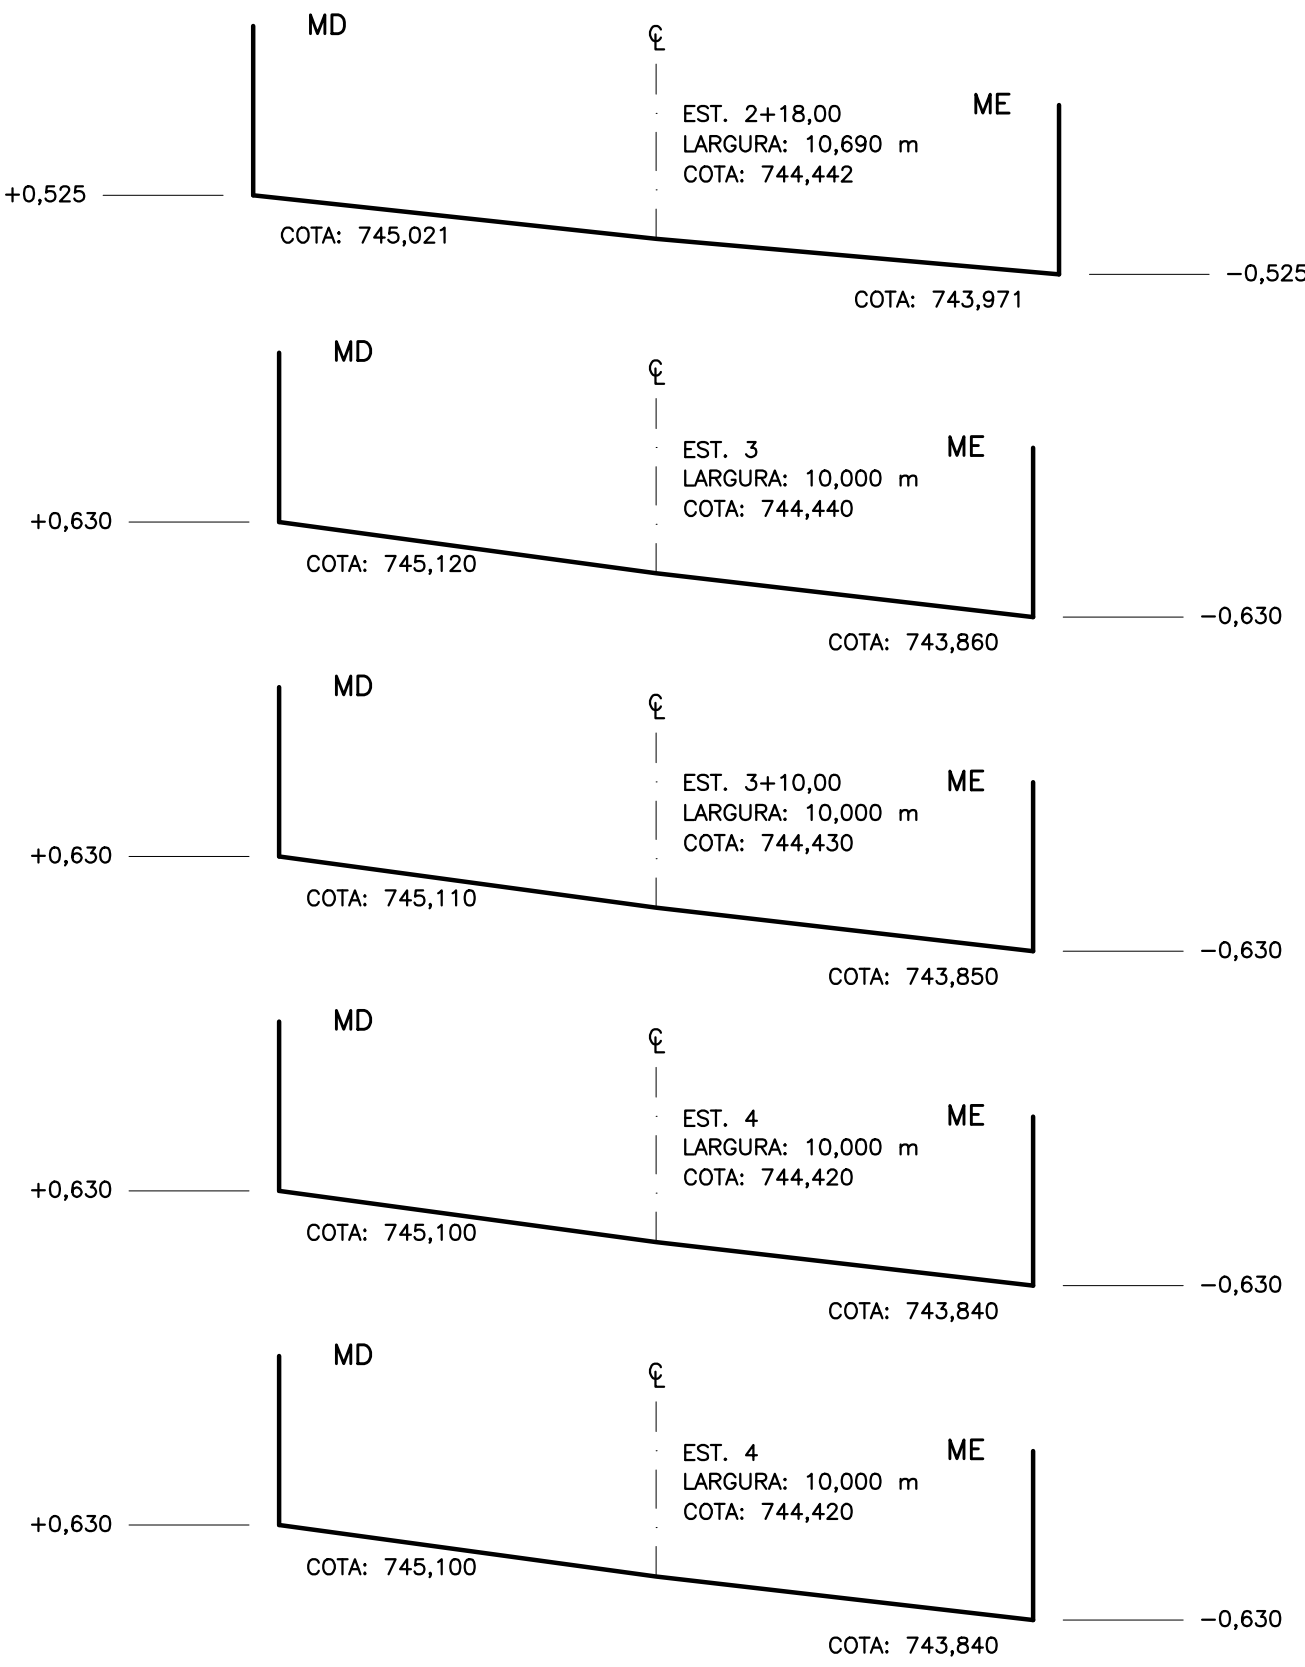 MD
℄
EST. 2+18,00
LARGURA: 10,690 m
COTA: 744,442
ME
+0,525
COTA: 745,021
-0,525
COTA: 743,971
MD
℄
EST. 3
LARGURA: 10,000 m
COTA: 744,440
ME
+0,630
COTA: 745,120
-0,630
COTA: 743,860
MD
℄
EST. 3+10,00
LARGURA: 10,000 m
COTA: 744,430
ME
+0,630
COTA: 745,110
-0,630
COTA: 743,850
MD
℄
EST. 4
LARGURA: 10,000 m
COTA: 744,420
ME
+0,630
COTA: 745,100
-0,630
COTA: 743,840
MD
℄
EST. 4
LARGURA: 10,000 m
COTA: 744,420
ME
+0,630
COTA: 745,100
-0,630
COTA: 743,840